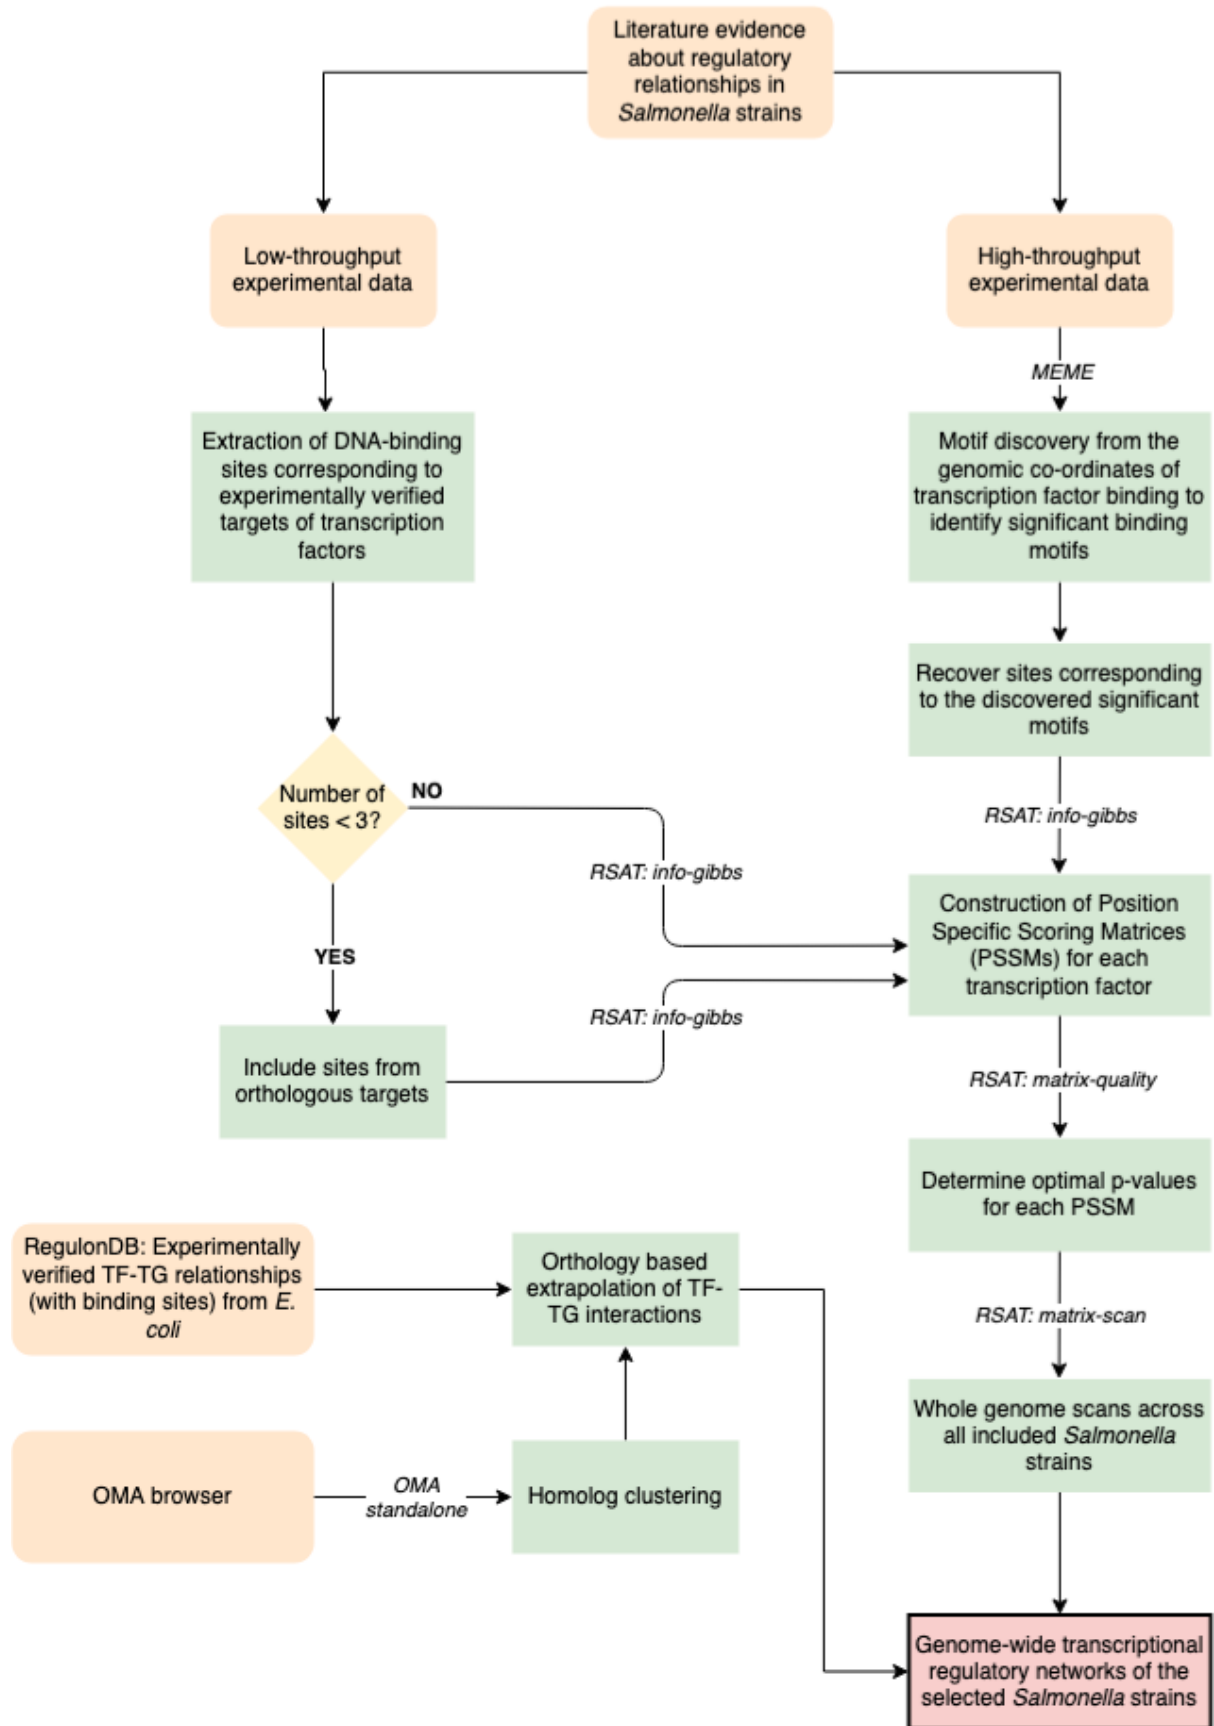 Literature evidence
about regulatory
relationships in
Salmonella strains
Low-throughput
experimental data
High-throughput
experimental data
MEME
Extraction of DNA-binding
sites corresponding to
experimentally verified
targets of transcription
factors
Motif discovery from the
genomic co-ordinates of
transcription factor binding to
identify significant binding
motifs
Recover sites corresponding
to the discovered significant
motifs
Number of
sites < 3?
NO
RSAT: info-gibbs
RSAT: info-gibbs
Construction of Position
Specific Scoring Matrices
(PSSMs) for each
transcription factor
YES
RSAT: info-gibbs
Include sites from
orthologous targets
RSAT: matrix-quality
Determine optimal p-values
for each PSSM
RegulonDB: Experimentally
verified TF-TG relationships
(with binding sites) from E.
coli
Orthology based
extrapolation of TF-
TG interactions
RSAT: matrix-scan
Whole genome scans across
all included Salmonella
strains
OMA browser
OMA
standalone
Homolog clustering
Genome-wide transcriptional
regulatory networks of the
selected Salmonella strains